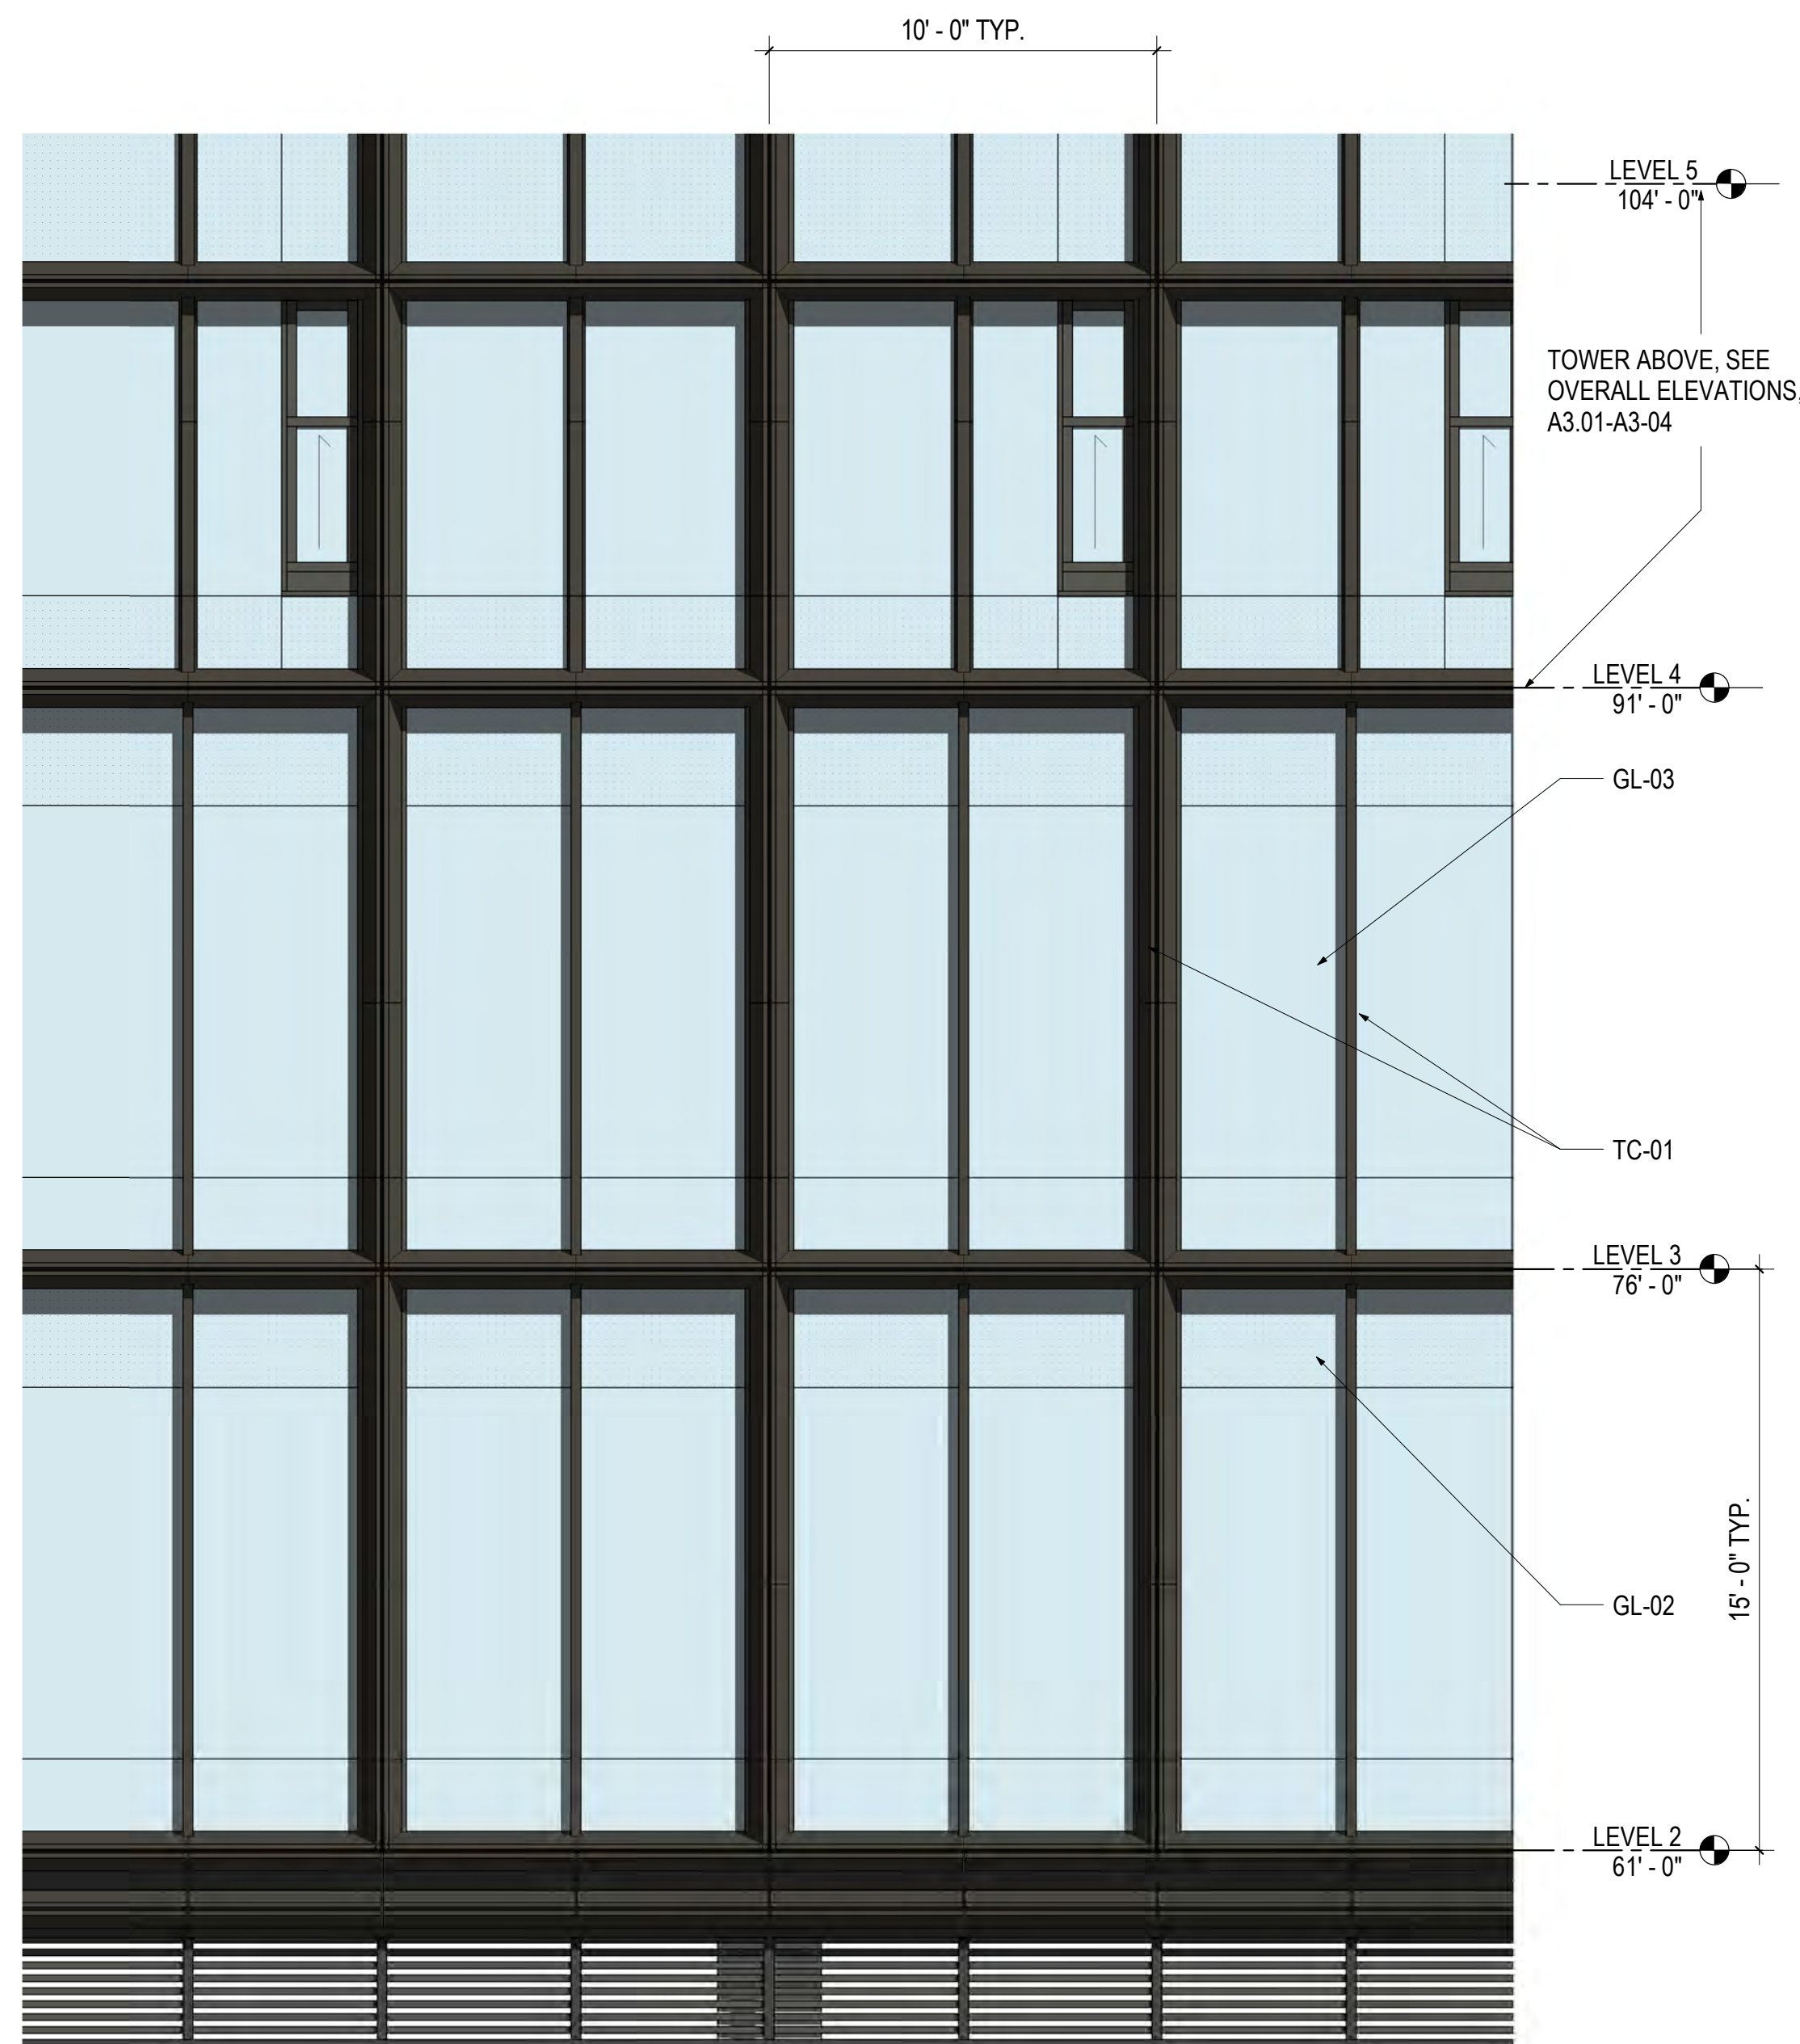 10' - 0" TYP.
LEVEL 5
104' - 0"
TOWER ABOVE, SEE
OVERALL ELEVATIONS,
A3.01-A3-04
LEVEL 4
91' - 0"
GL-03
TC-01
LEVEL 3
76' - 0"
15' - 0" TYP.
GL-02
LEVEL 2
61' - 0"